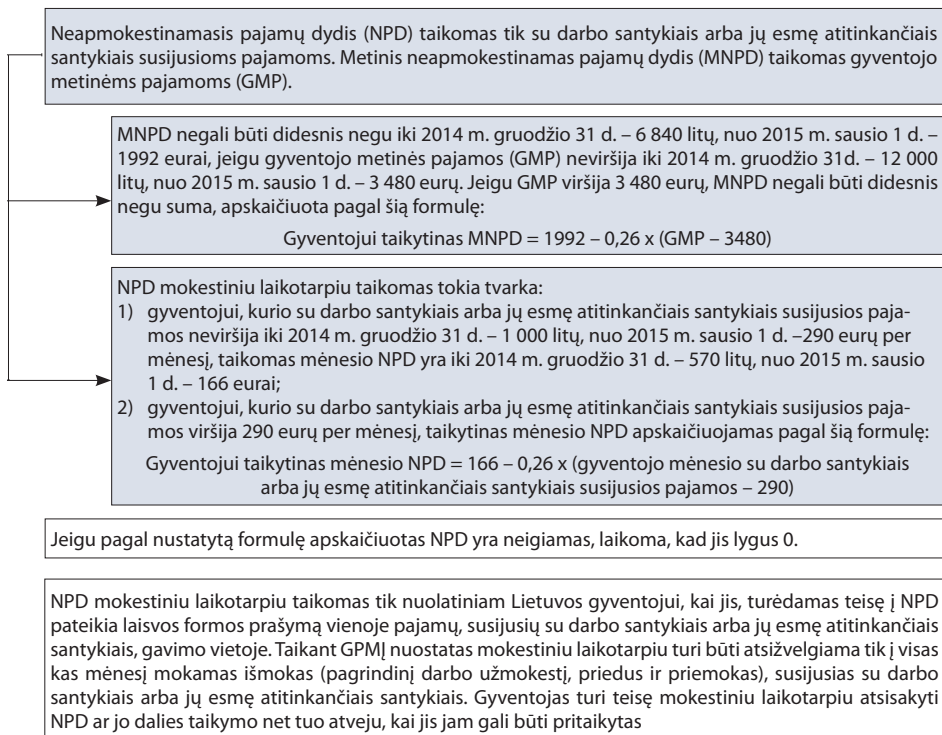 Neapmokestinamasis pajamų dydis (NPD) taikomas tik su darbo santykiais arba jų esmę atitinkančiais
santykiais susijusioms pajamoms. Metinis neapmokestinamas pajamų dydis (MNPD) taikomas gyventojo
metinėms pajamoms (GMP).
MNPD negali būti didesnis negu iki 2014 m. gruodžio 31 d. – 6 840 litų, nuo 2015 m. sausio 1 d. –
1992 eurai, jeigu gyventojo metinės pajamos (GMP) neviršija iki 2014 m. gruodžio 31d. – 12 000
litų, nuo 2015 m. sausio 1 d. – 3 480 eurų. Jeigu GMP viršija 3 480 eurų, MNPD negali būti didesnis
negu suma, apskaičiuota pagal šią formulę:
Gyventojui taikytinas MNPD = 1992 – 0,26 x (GMP – 3480)
NPD mokestiniu laikotarpiu taikomas tokia tvarka:
1) gyventojui, kurio su darbo santykiais arba jų esmę atitinkančiais santykiais susijusios paja-
mos neviršija iki 2014 m. gruodžio 31 d. – 1 000 litų, nuo 2015 m. sausio 1 d. –290 eurų per
mėnesį, taikomas mėnesio NPD yra iki 2014 m. gruodžio 31 d. – 570 litų, nuo 2015 m. sausio
1 d. – 166 eurai;
2) gyventojui, kurio su darbo santykiais arba jų esmę atitinkančiais santykiais susijusios paja-
mos viršija 290 eurų per mėnesį, taikytinas mėnesio NPD apskaičiuojamas pagal šią formulę:
Gyventojui taikytinas mėnesio NPD = 166 – 0,26 x (gyventojo mėnesio su darbo santykiais
arba jų esmę atitinkančiais santykiais susijusios pajamos – 290)
Jeigu pagal nustatytą formulę apskaičiuotas NPD yra neigiamas, laikoma, kad jis lygus 0.
NPD mokestiniu laikotarpiu taikomas tik nuolatiniam Lietuvos gyventojui, kai jis, turėdamas teisę į NPD
pateikia laisvos formos prašymą vienoje pajamų, susijusių su darbo santykiais arba jų esmę atitinkančiais
santykiais, gavimo vietoje. Taikant GPMĮ nuostatas mokestiniu laikotarpiu turi būti atsižvelgiama tik į visas
kas mėnesį mokamas išmokas (pagrindinį darbo užmokestį, priedus ir priemokas), susijusias su darbo
santykiais arba jų esmę atitinkančiais santykiais. Gyventojas turi teisę mokestiniu laikotarpiu atsisakyti
NPD ar jo dalies taikymo net tuo atveju, kai jis jam gali būti pritaikytas